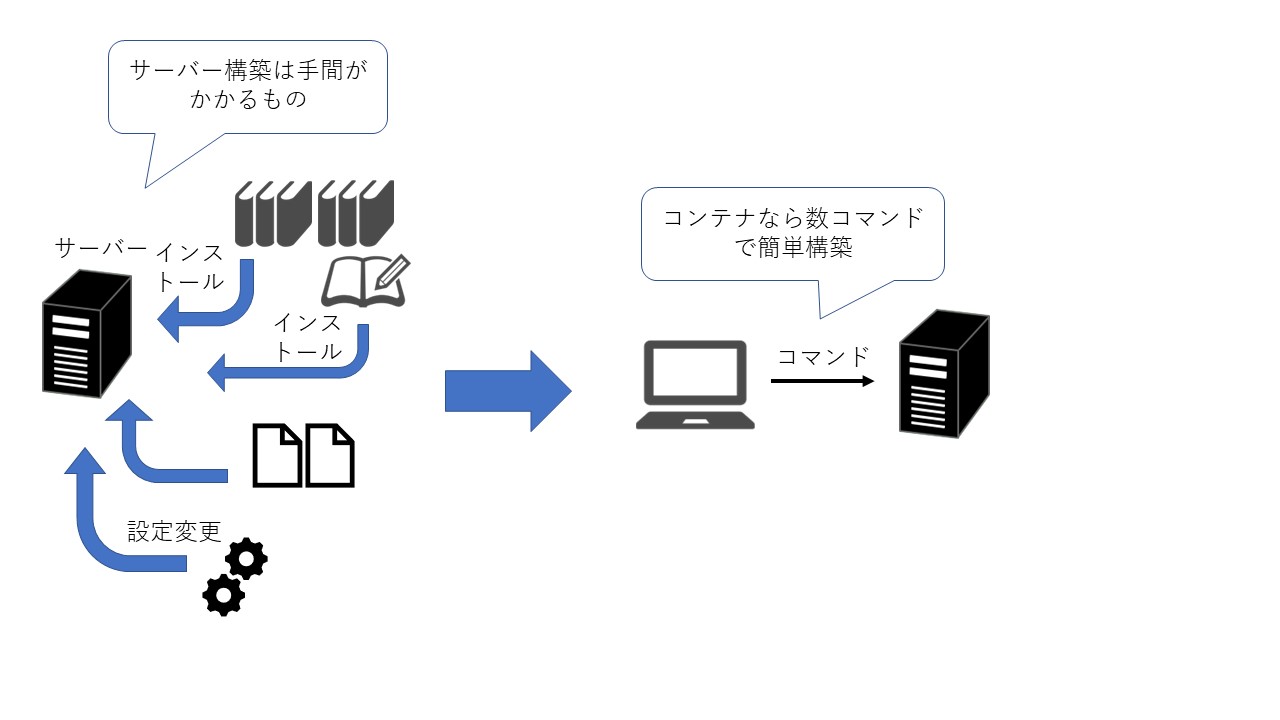 サーバー構築は手間が
かかるもの
サーバー
インス
トール
インス
トール
設定変更
コンテナなら数コマンド
で簡単構築
コマンド